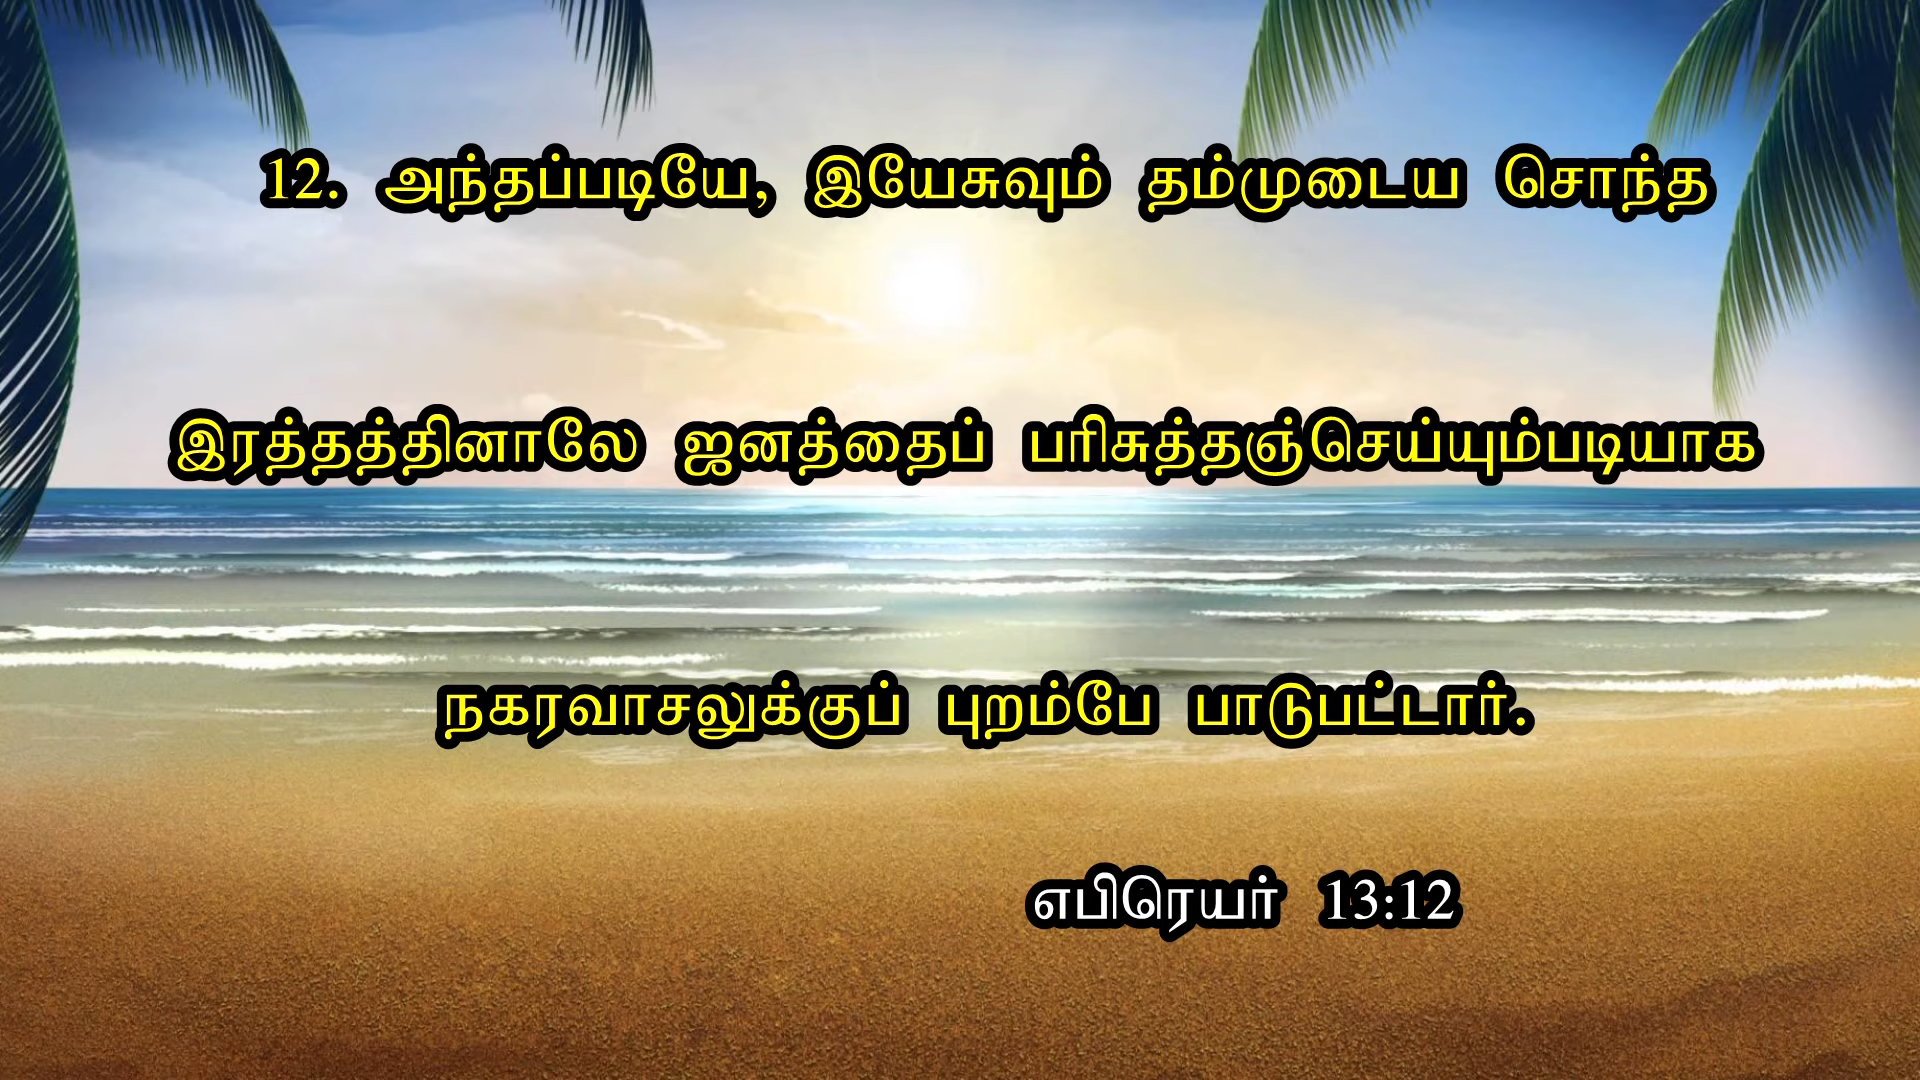 12. அந்தப்படியே, இயேசுவும் தம்முடைய சொந்த
இரத்தத்தினாலே ஜனத்தைப் பரிசுத்தஞ்செய்யும்படியாக
நகரவாசலுக்குப் புறம்பே பாடுபட்டார்.
எபிரெயர் 13:12